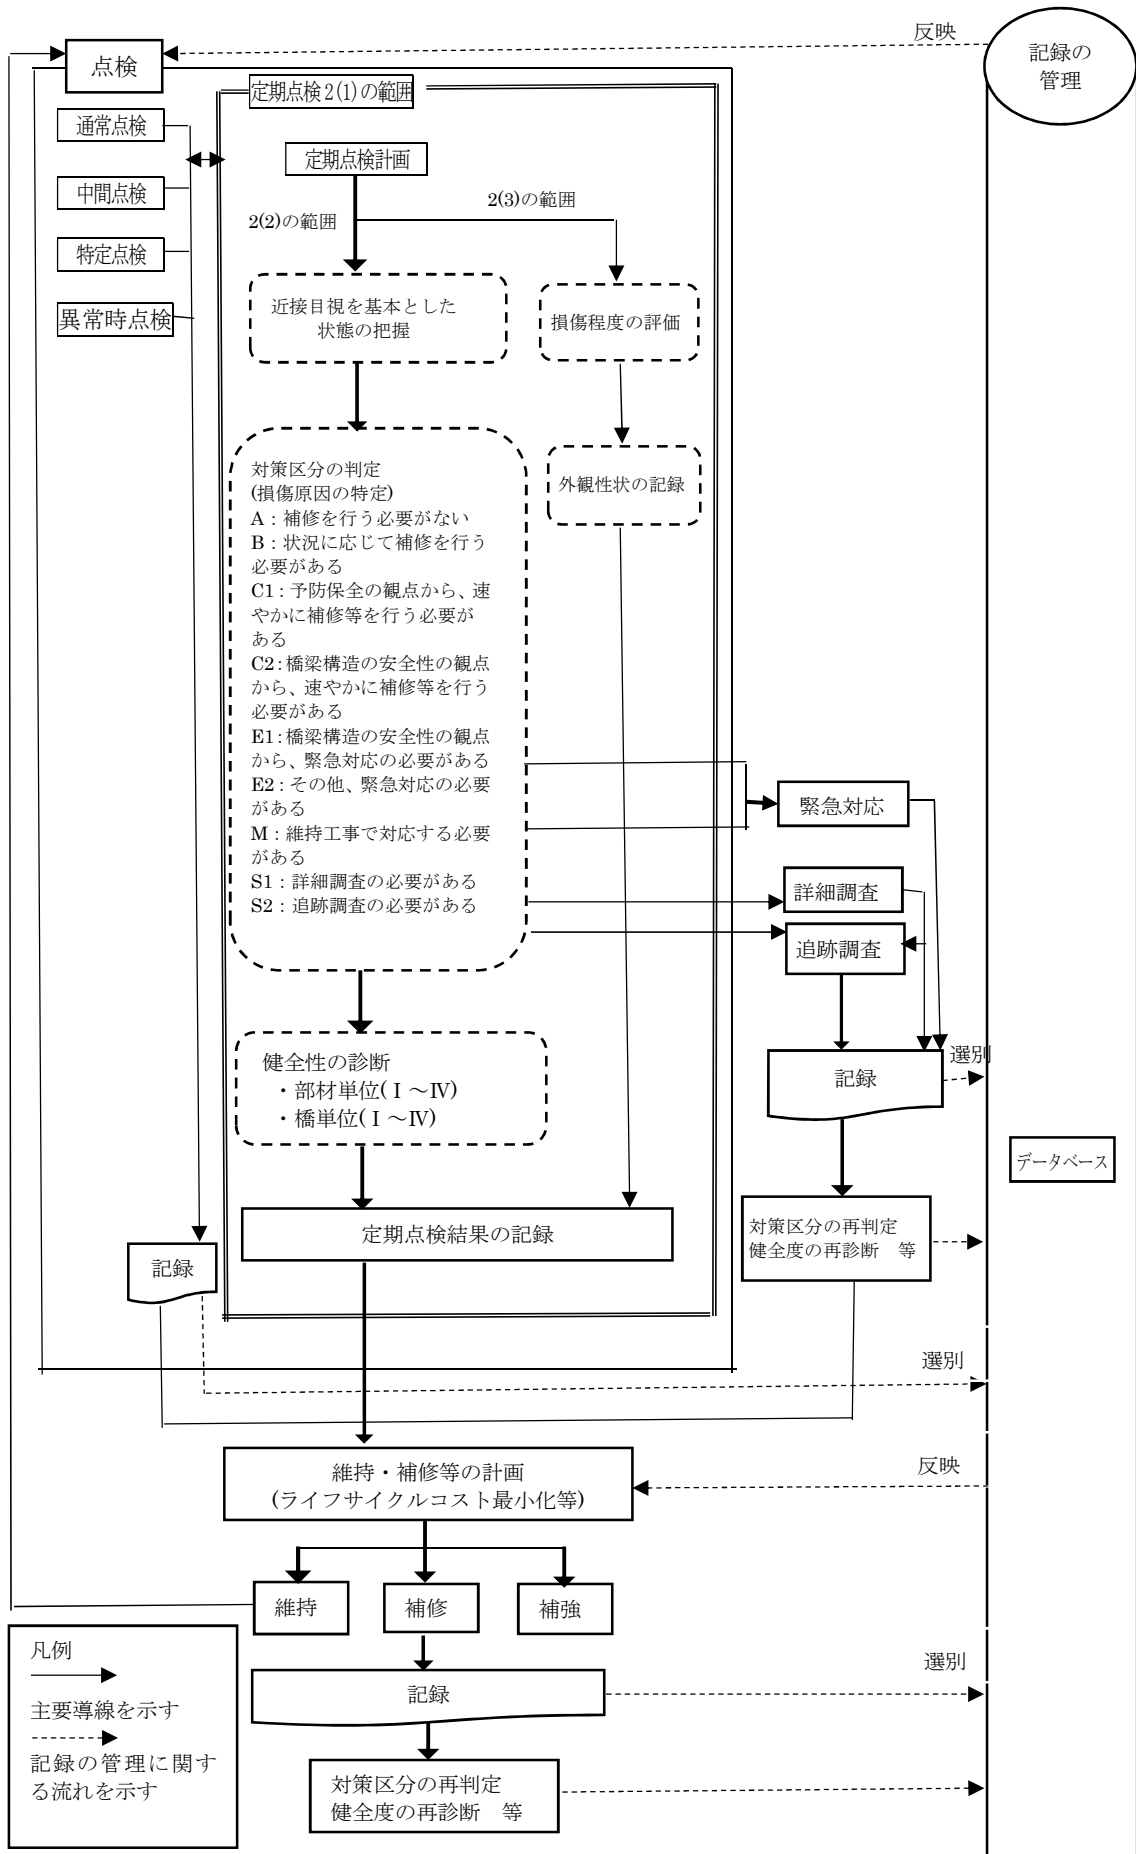 反映
記録の
管理
点検
定期点検2(1)の範囲
通常点検
中間点検
特定点検
異常時点検
定期点検計画
2(3)の範囲
2(2)の範囲
近接目視を基本とした
状態の把握
損傷程度の評価
外観性状の記録
対策区分の判定
(損傷原因の特定)
A：補修を行う必要がない
B：状況に応じて補修を行う
必要がある
C1：予防保全の観点から、速
やかに補修等を行う必要が
ある
C2：橋梁構造の安全性の観点
から、速やかに補修等を行う
必要がある
E1：橋梁構造の安全性の観点
から、緊急対応の必要がある
E2：その他、緊急対応の必要
がある
M：維持工事で対応する必要
がある
S1：詳細調査の必要がある
S2：追跡調査の必要がある
緊急対応
詳細調査
追跡調査
選別
記録
健全性の診断
・部材単位(Ⅰ～Ⅳ)
・橋単位(Ⅰ～Ⅳ)
データベース
定期点検結果の記録
対策区分の再判定
健全度の再診断　等
記録
選別
反映
維持・補修等の計画
(ライフサイクルコスト最小化等)
維持
補修
補強
選別
記録
対策区分の再判定
健全度の再診断　等
凡例
主要導線を示す
記録の管理に関す
る流れを示す